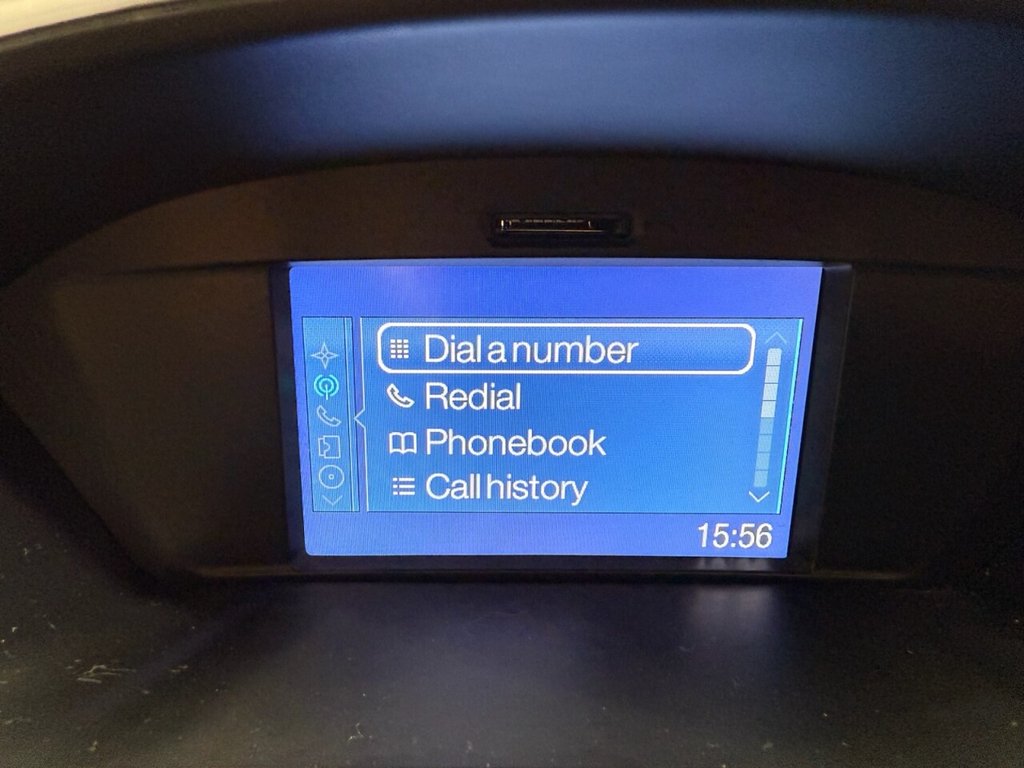 Dial a number
Redial
Phonebook
Call history
15:56